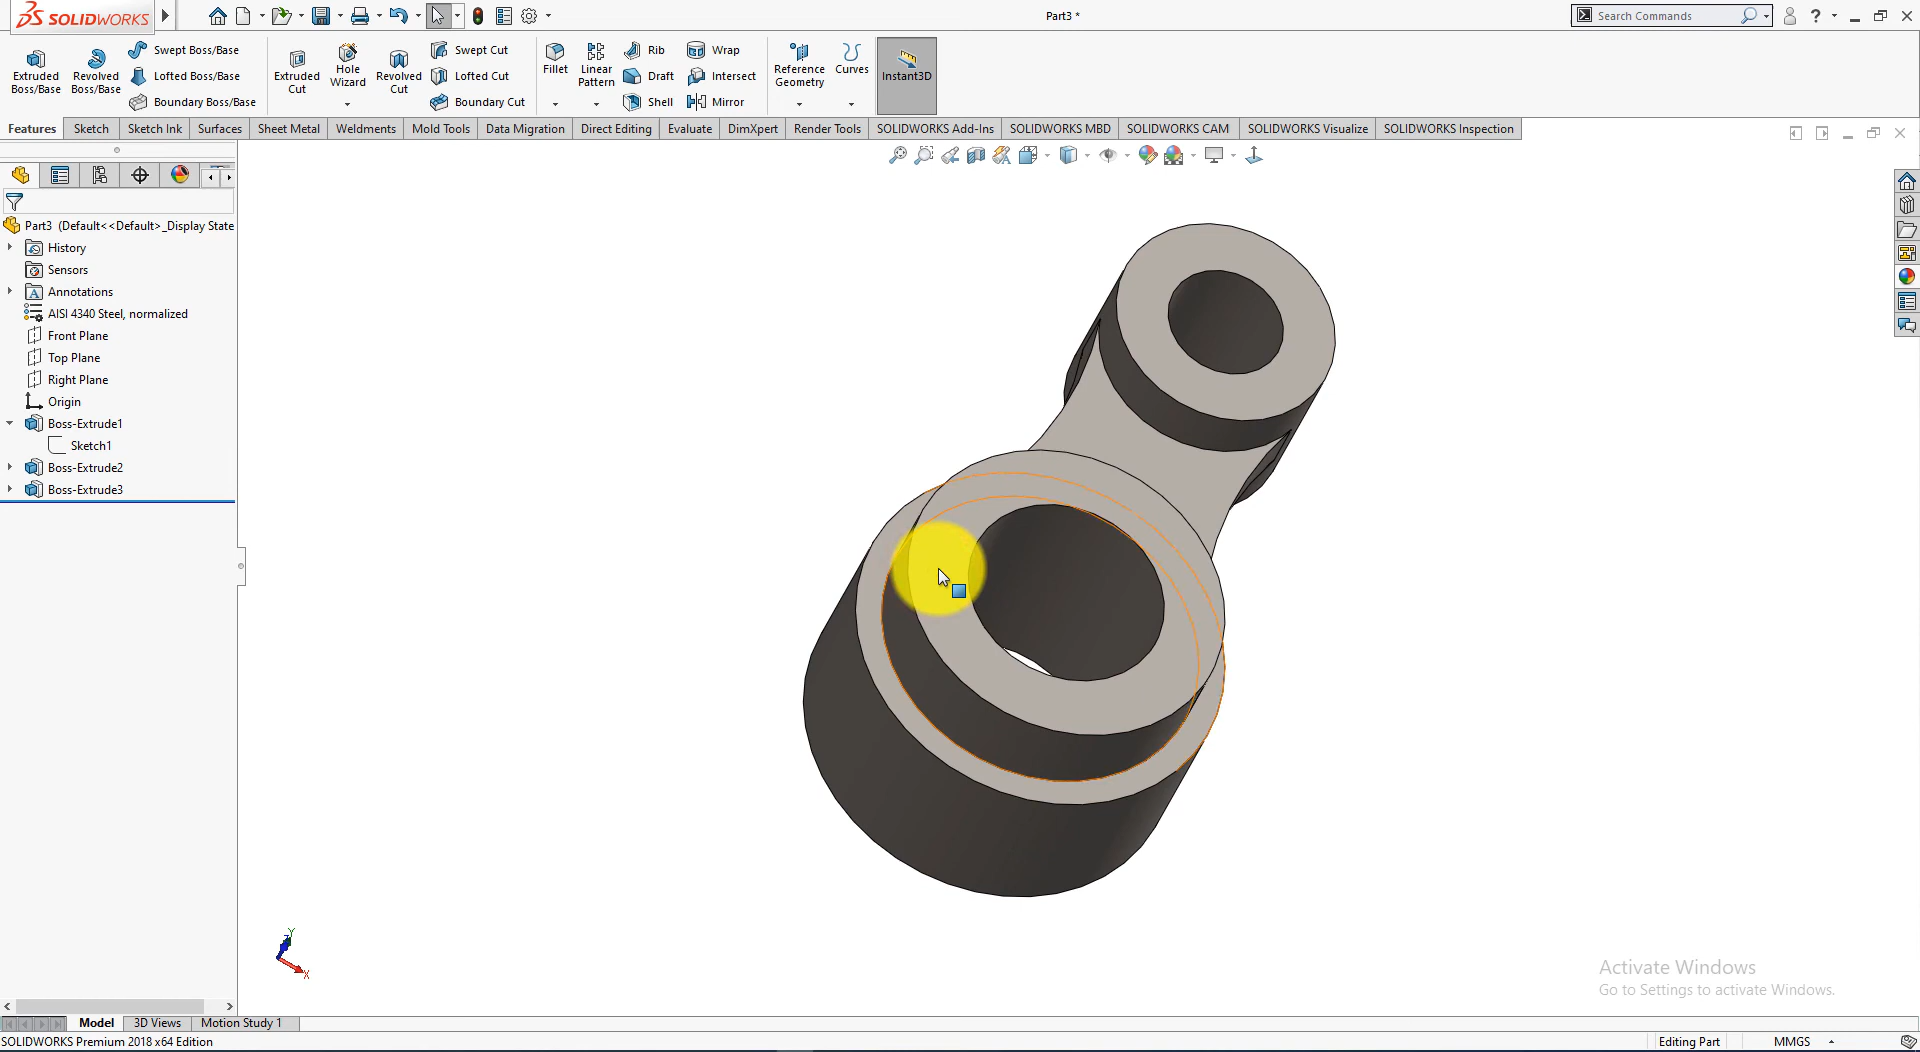 SOLIDWORKS
Part3 *
Search Commands
Extruded Boss/Base
Revolved Boss/Base
Swept Boss/Base
Lofted Boss/Base
Boundary Boss/Base
Extruded Cut
Hole Wizard
Revolved Cut
Swept Cut
Lofted Cut
Boundary Cut
Fillet
Linear Pattern
Rib
Draft
Shell
Wrap
Intersect
Mirror
Reference Geometry
Curves
Instant3D
Features
Sketch
Sketch Ink
Surfaces
Sheet Metal
Weldments
Mold Tools
Data Migration
Direct Editing
Evaluate
DimXpert
Render Tools
SOLIDWORKS Add-Ins
SOLIDWORKS MBD
SOLIDWORKS CAM
SOLIDWORKS Visualize
SOLIDWORKS Inspection
Part3 (Default<<Default>_Display State
History
Sensors
Annotations
AISI 4340 Steel, normalized
Front Plane
Top Plane
Right Plane
Origin
Boss-Extrude1
Sketch1
Boss-Extrude2
Boss-Extrude3
Y
Z
X
Activate Windows
Go to Settings to activate Windows.
Model
3D Views
Motion Study 1
SOLIDWORKS Premium 2018 x64 Edition
Editing Part
MMGS